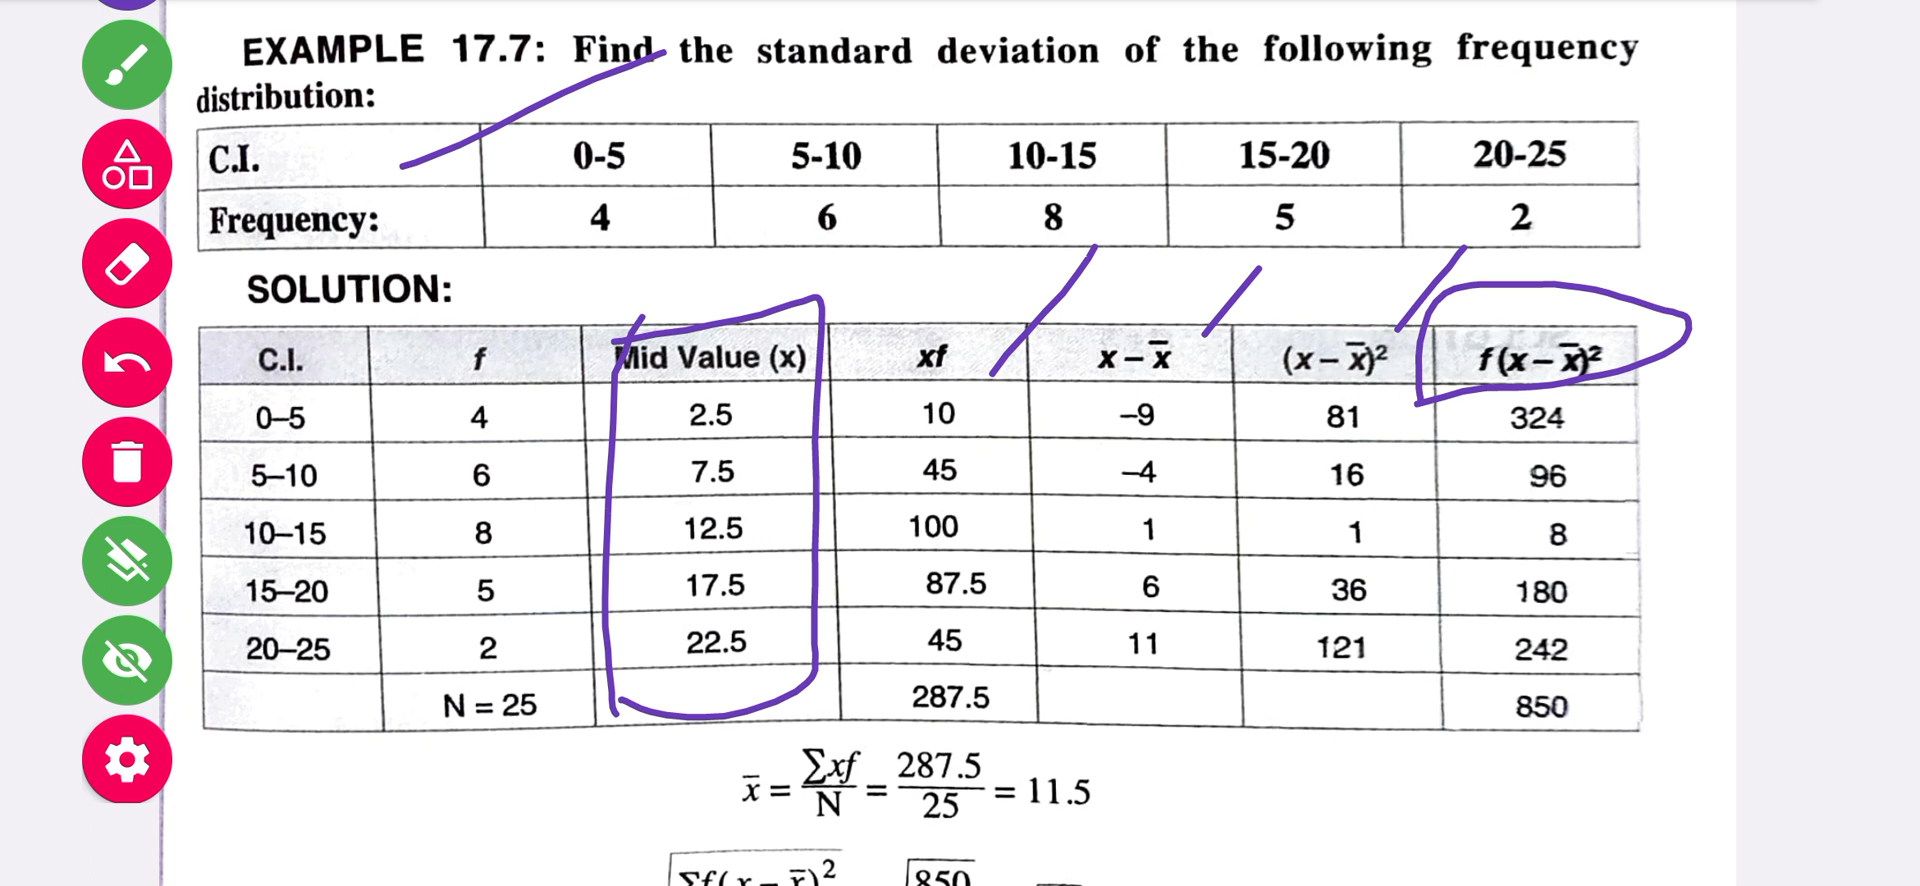 EXAMPLE 17.7: Find the standard deviation of the following frequency
distribution:
C.I. 0-5 5-10 10-15 15-20 20-25
Frequency: 4 6 8 5 2
SOLUTION:
C.I. f Mid Value (x) xf x – x̅ (x – x̅)² f (x – x̅)²
0–5 4 2.5 10 –9 81 324
5–10 6 7.5 45 –4 16 96
10–15 8 12.5 100 1 1 8
15–20 5 17.5 87.5 6 36 180
20–25 2 22.5 45 11 121 242
N = 25 287.5 850
x̅ = Σxf/N = 287.5/25 = 11.5
Σf(x – x̅)² 850